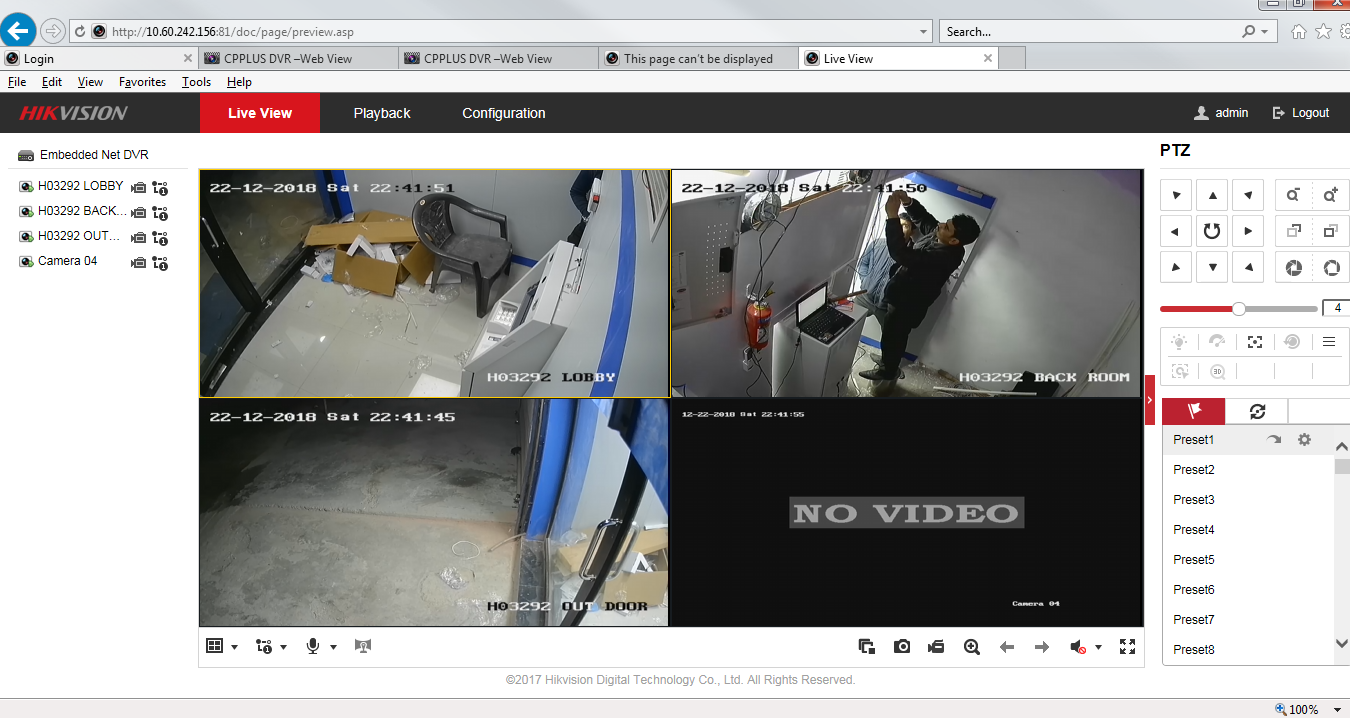 http://10.60.242.156:81/doc/page/preview.asp
Search...
Login
CPPLUS DVR –Web View
CPPLUS DVR –Web View
This page can't be displayed
Live View
File Edit View Favorites Tools Help
HIKVISION
Live View
Playback
Configuration
admin
Logout
Embedded Net DVR
H03292 LOBBY
H03292 BACK...
H03292 OUT...
Camera 04
22-12-2018 Sat 22:41:51
H03292 LOBBY
22-12-2018 Sat 22:41:50
H03292 BACK ROOM
22-12-2018 Sat 22:41:45
H03292 OUT DOOR
12-22-2018 Sat 22:41:55
NO VIDEO
Camera 04
PTZ
4
3D
Preset1
Preset2
Preset3
Preset4
Preset5
Preset6
Preset7
Preset8
©2017 Hikvision Digital Technology Co., Ltd. All Rights Reserved.
100%